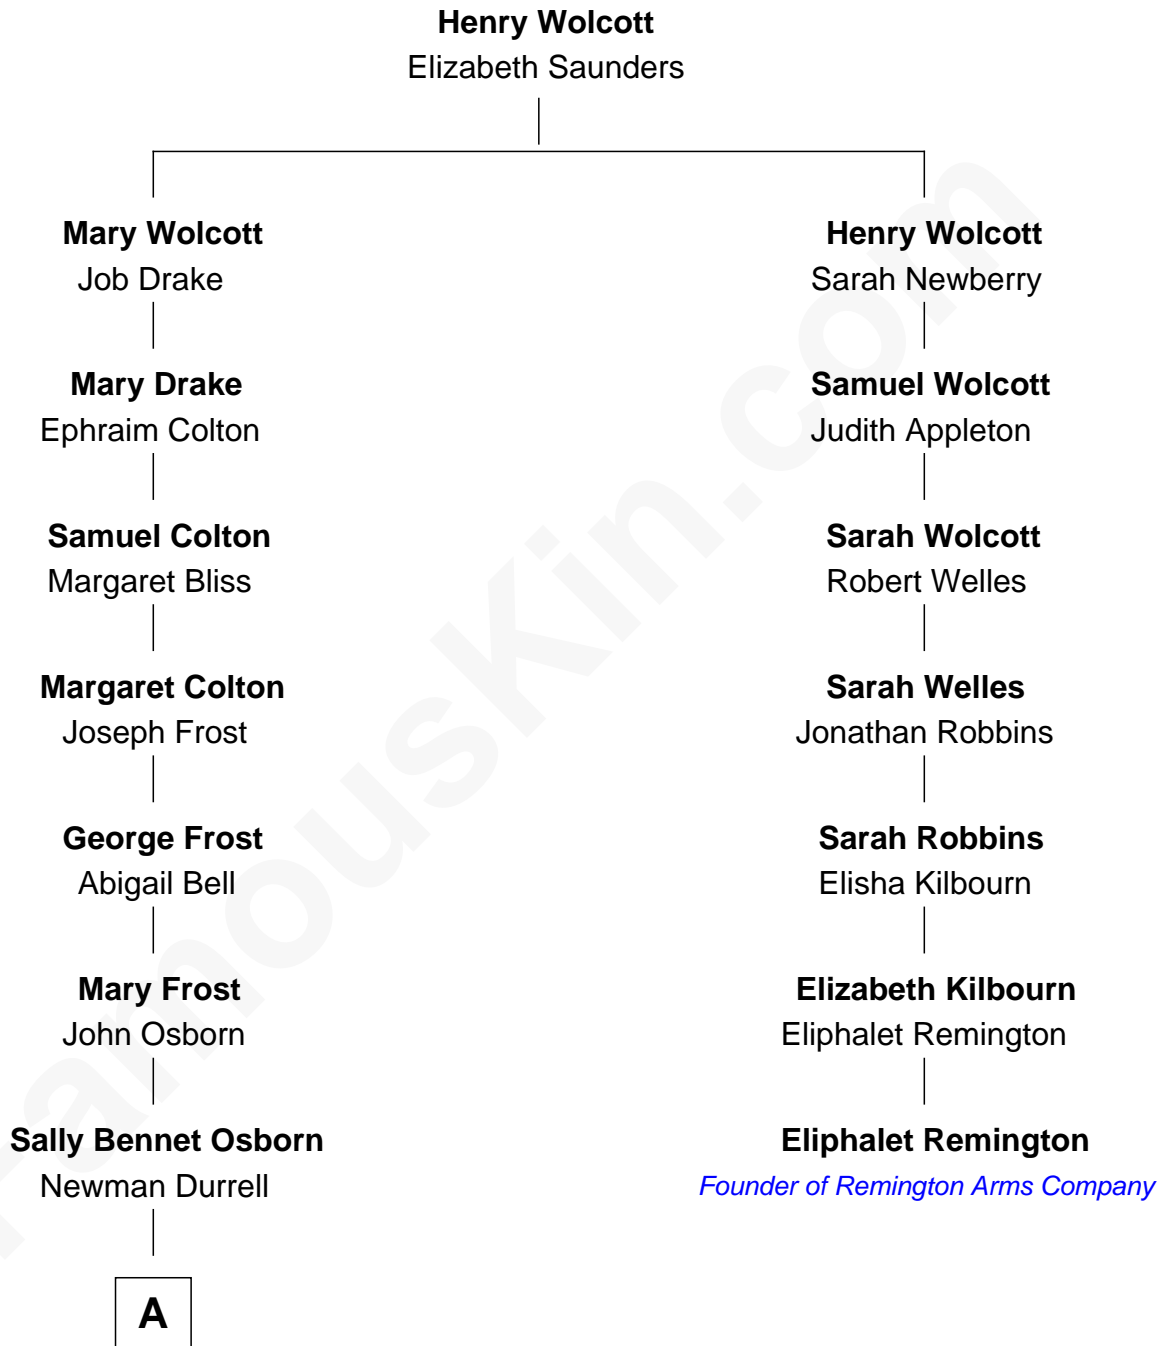 Henry Wolcott
Elizabeth Saunders
Mary Wolcott
Job Drake
Henry Wolcott
Sarah Newberry
Mary Drake
Ephraim Colton
Samuel Wolcott
Judith Appleton
Samuel Colton
Margaret Bliss
Sarah Wolcott
Robert Welles
Margaret Colton
Joseph Frost
Sarah Welles
Jonathan Robbins
George Frost
Abigail Bell
Sarah Robbins
Elisha Kilbourn
Mary Frost
John Osborn
Elizabeth Kilbourn
Eliphalet Remington
Sally Bennet Osborn
Newman Durrell
Eliphalet Remington
Founder of Remington Arms Company
A
FamousKin.com